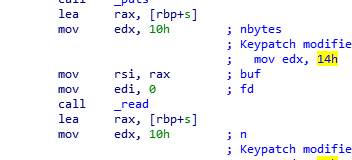 call    _puts
lea     rax, [rbp+s]
mov     edx, 10h        ; nbytes
; Keypatch modifie
;   mov edx, 14h
mov     rsi, rax        ; buf
mov     edi, 0          ; fd
call    _read
lea     rax, [rbp+s]
mov     edx, 10h        ; n
; Keypatch modifie